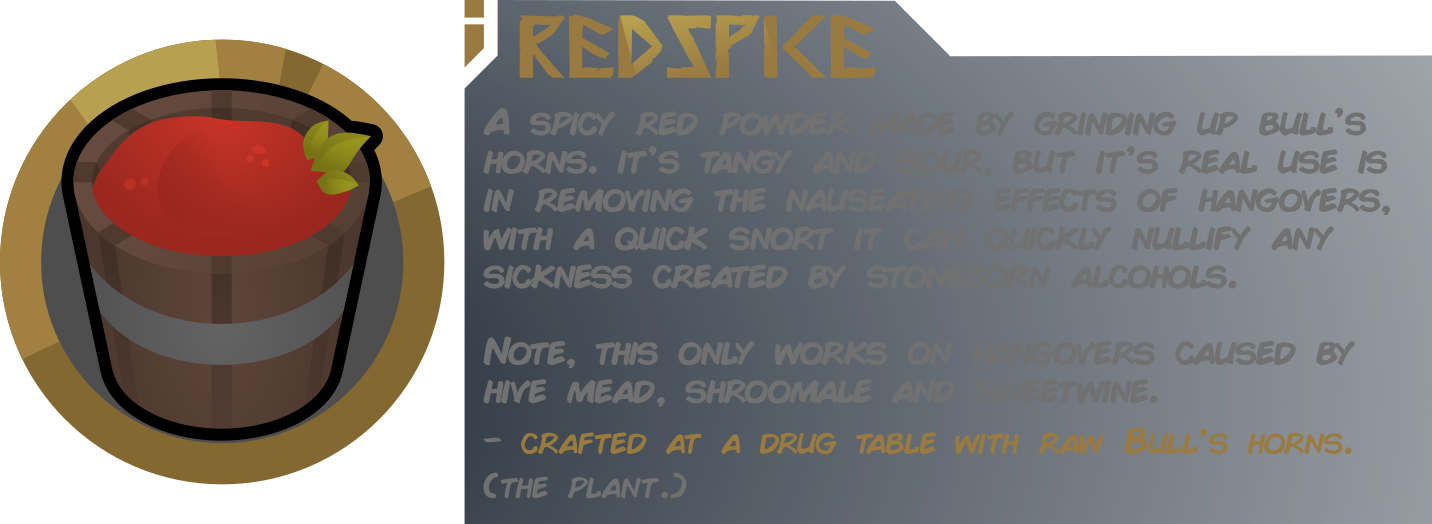 REDSPICE
A SPICY RED POWDER MADE BY GRINDING UP BULL'S
HORNS. IT'S TANGY AND SOUR, BUT IT'S REAL USE IS
IN REMOVING THE NAUSEATING EFFECTS OF HANGOVERS,
WITH A QUICK SNORT IT CAN QUICKLY NULLIFY ANY
SICKNESS CREATED BY STONEBORN ALCOHOLS.
NOTE, THIS ONLY WORKS ON HANGOVERS CAUSED BY
HIVE MEAD, SHROOMALE AND SWEETWINE.
- CRAFTED AT A DRUG TABLE WITH RAW BULL'S HORNS.
(THE PLANT.)